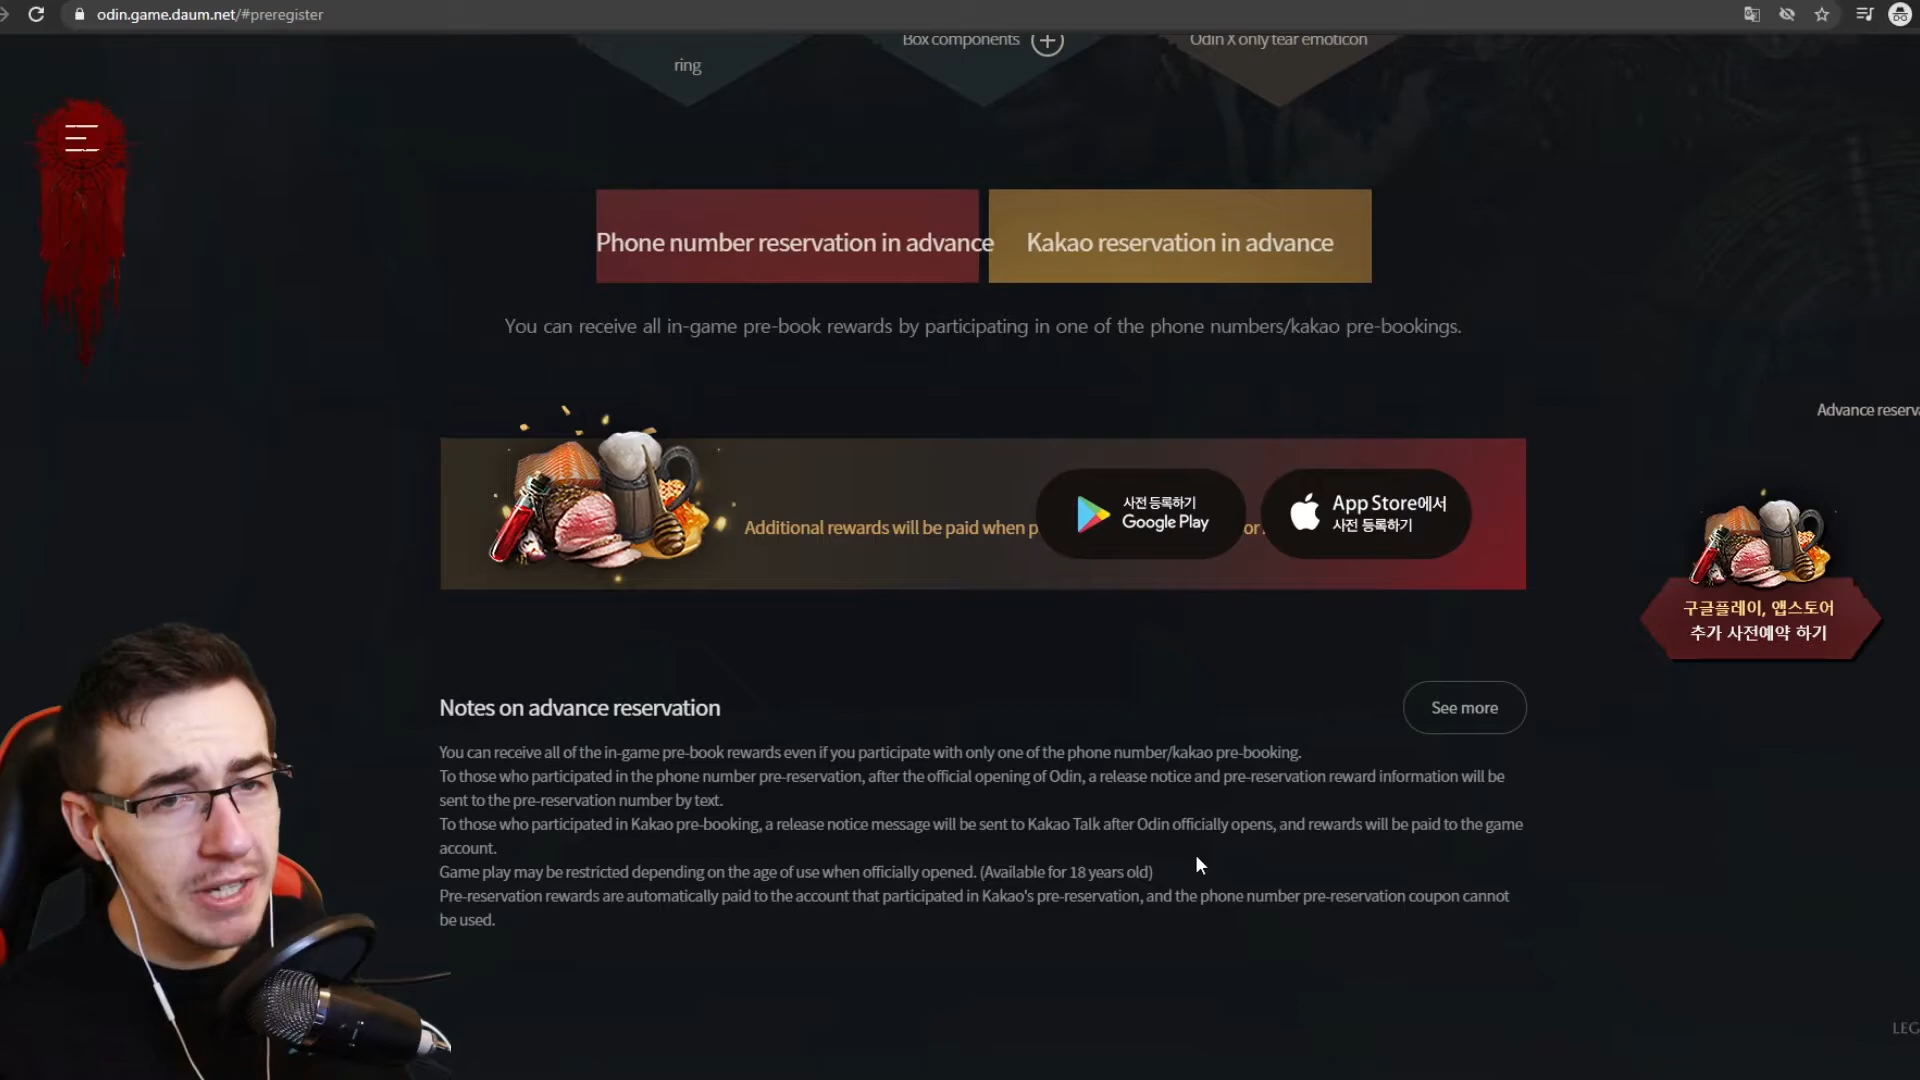 odin.game.daum.net/#preregister
ring
Box components
Odin X only tear emoticon
Phone number reservation in advance
Kakao reservation in advance
You can receive all in-game pre-book rewards by participating in one of the phone numbers/kakao pre-bookings.
Advance reserva
Additional rewards will be paid when p
사전 등록하기
Google Play
or
App Store에서
사전 등록하기
구글플레이, 앱스토어
추가 사전예약 하기
Notes on advance reservation
See more
You can receive all of the in-game pre-book rewards even if you participate with only one of the phone number/kakao pre-booking.
To those who participated in the phone number pre-reservation, after the official opening of Odin, a release notice and pre-reservation reward information will be
sent to the pre-reservation number by text.
To those who participated in Kakao pre-booking, a release notice message will be sent to Kakao Talk after Odin officially opens, and rewards will be paid to the game
account.
Game play may be restricted depending on the age of use when officially opened. (Available for 18 years old)
Pre-reservation rewards are automatically paid to the account that participated in Kakao's pre-reservation, and the phone number pre-reservation coupon cannot
be used.
LEG